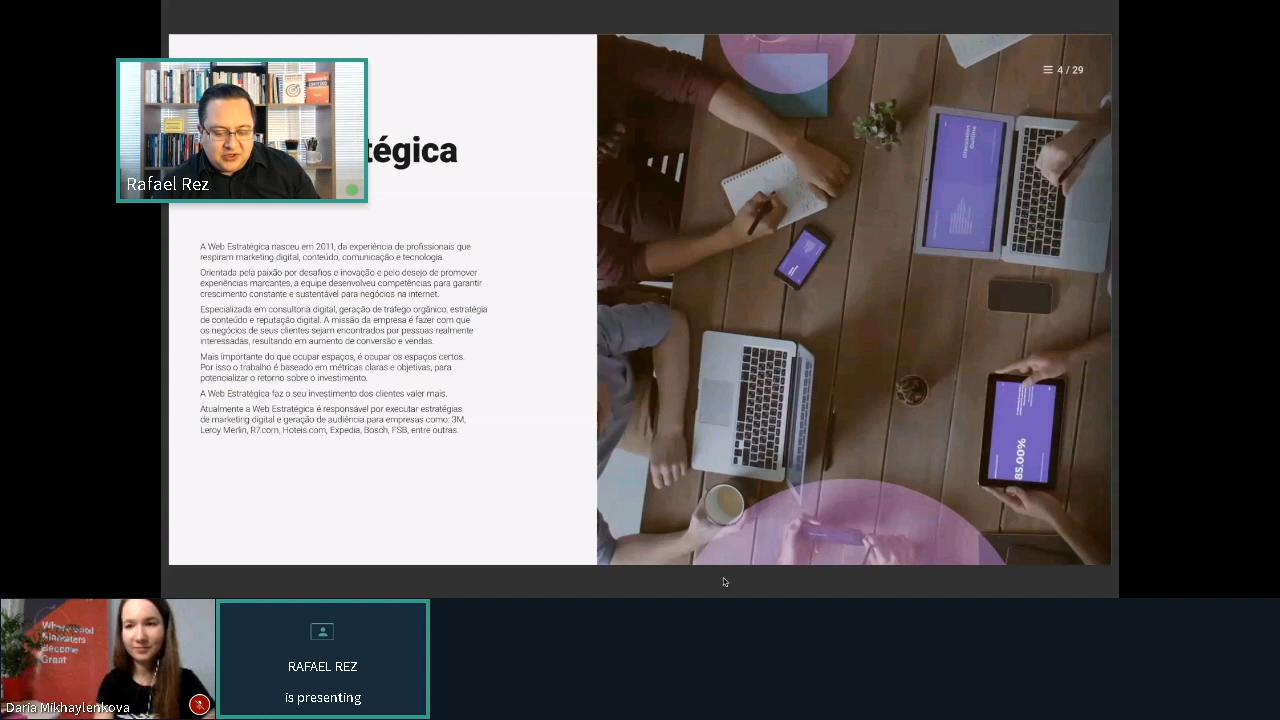 4 / 29
tégica
Rafael Rez
A Web Estratégica nasceu em 2011, da experiência de profissionais que
respiram marketing digital, conteúdo, comunicação e tecnologia.
Orientada pela paixão por desafios e inovação e pelo desejo de promover
experiências marcantes, a equipe desenvolveu competências para garantir
crescimento constante e sustentável para negócios na internet.
Especializada em consultoria digital, geração de tráfego orgânico, estratégia
de conteúdo e reputação digital. A missão da empresa é fazer com que
os negócios de seus clientes sejam encontrados por pessoas realmente
interessadas, resultando em aumento de conversão e vendas.
Mais importante do que ocupar espaços, é ocupar os espaços certos.
Por isso o trabalho é baseado em métricas claras e objetivas, para
potencializar o retorno sobre o investimento.
A Web Estratégica faz o seu investimento dos clientes valer mais.
Atualmente a Web Estratégica é responsável por executar estratégias
de marketing digital e geração de audiência para empresas como: 3M,
Leroy Merlin, R7.com, Hoteis.com, Expedia, Bosch, FSB, entre outras.
Discussion
Outline
85.00%
Become
Great
Daria Mikhaylenkova
RAFAEL REZ
is presenting